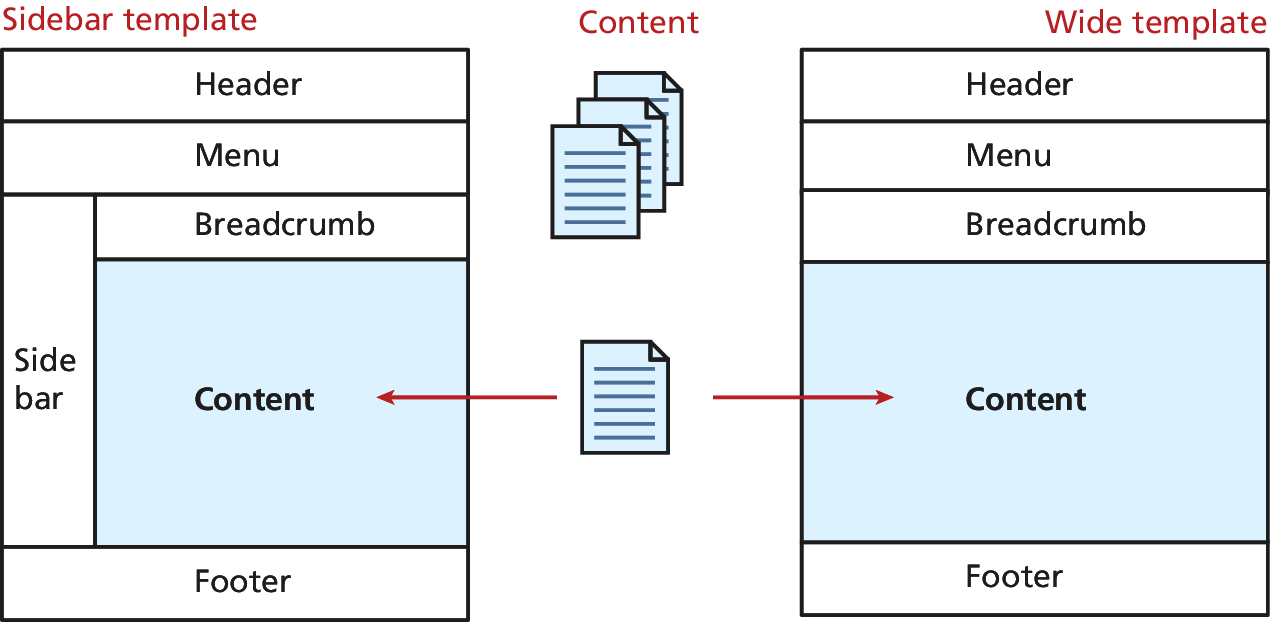 Sidebar template
Header
Menu
Breadcrumb
Side
bar
Content
Footer
Content
Wide template
Header
Menu
Breadcrumb
Content
Footer